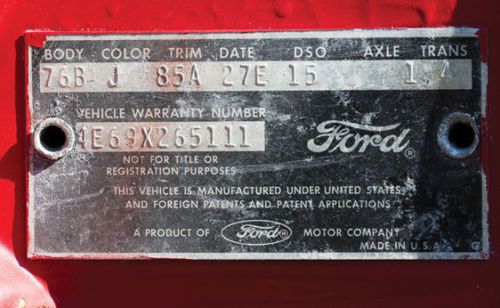 BODY COLOR TRIM DATE DSO AXLE TRANS
76B J 85A 27E 15 1 4
VEHICLE WARRANTY NUMBER
4E69X265111
Ford®
NOT FOR TITLE OR
REGISTRATION PURPOSES
THIS VEHICLE IS MANUFACTURED UNDER UNITED STATES
AND FOREIGN PATENTS AND PATENT APPLICATIONS
A PRODUCT OF Ford® MOTOR COMPANY
MADE IN U.S.A. G